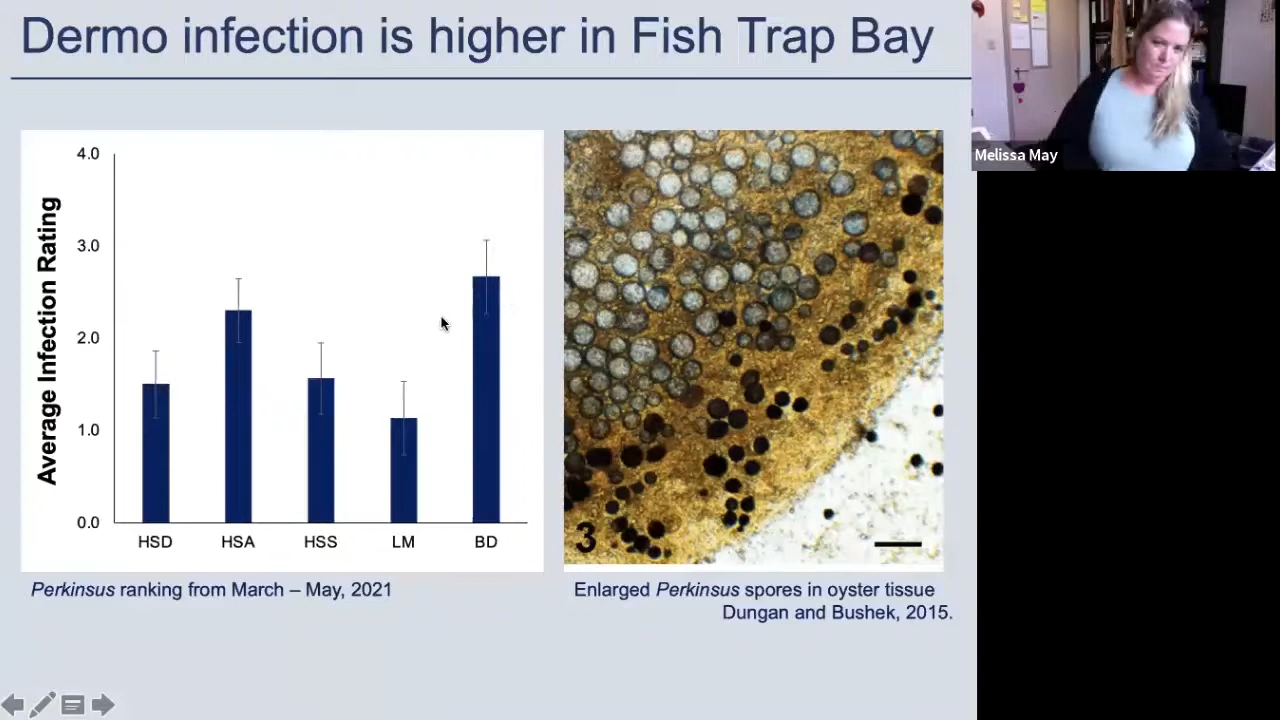 Dermo infection is higher in Fish Trap Bay
Melissa May
Average Infection Rating
4.0
3.0
2.0
1.0
0.0
HSD
HSA
HSS
LM
BD
3
Perkinsus ranking from March – May, 2021
Enlarged Perkinsus spores in oyster tissue
Dungan and Bushek, 2015.